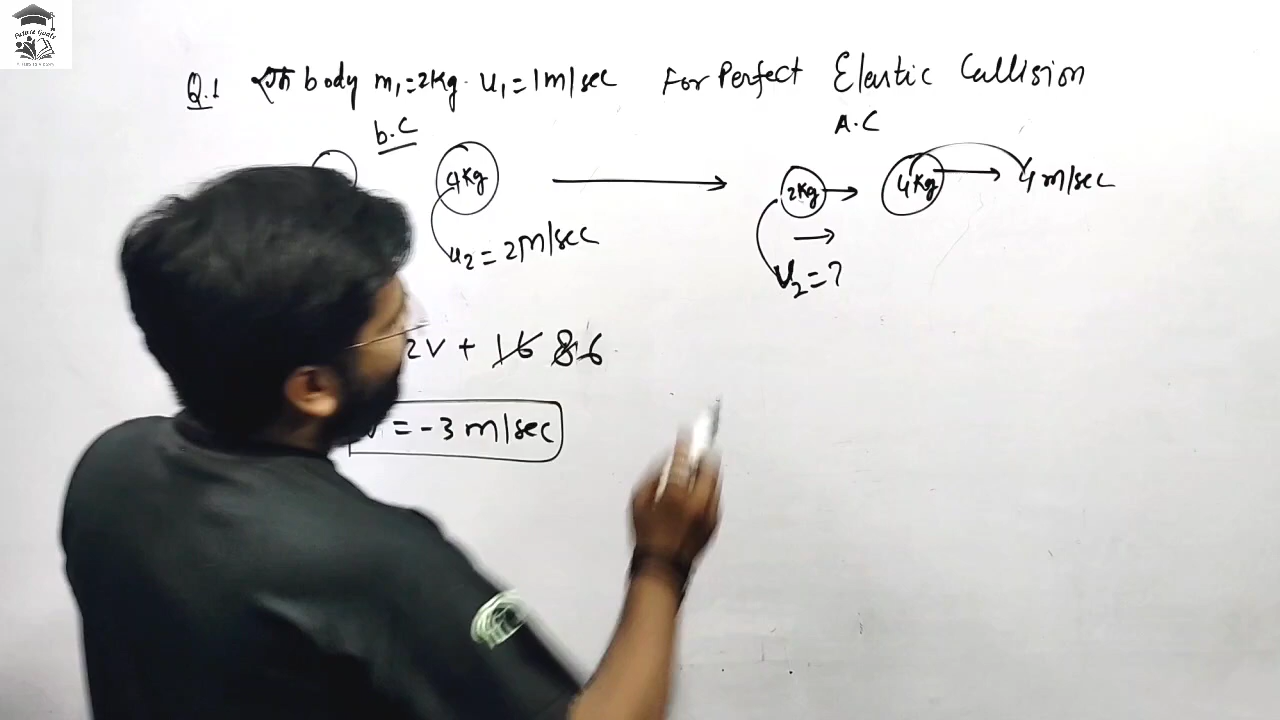 Q.1 एक body m₁=2Kg. u₁=1m/sec For Perfect Elastic Collision
b.C A.C
4Kg 2Kg 4Kg 4m/sec
u₂=2m/sec
V₂=?
2V + 16 8 6
= -3 m/sec